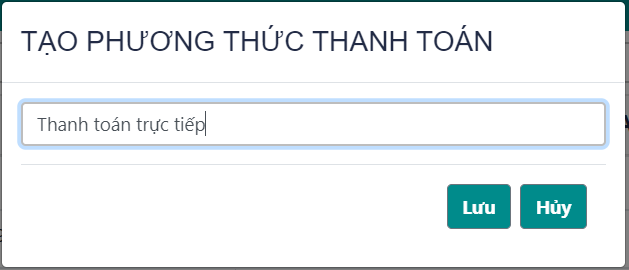 TẠO PHƯƠNG THỨC THANH TOÁN
Thanh toán trực tiếp
Lưu Hủy